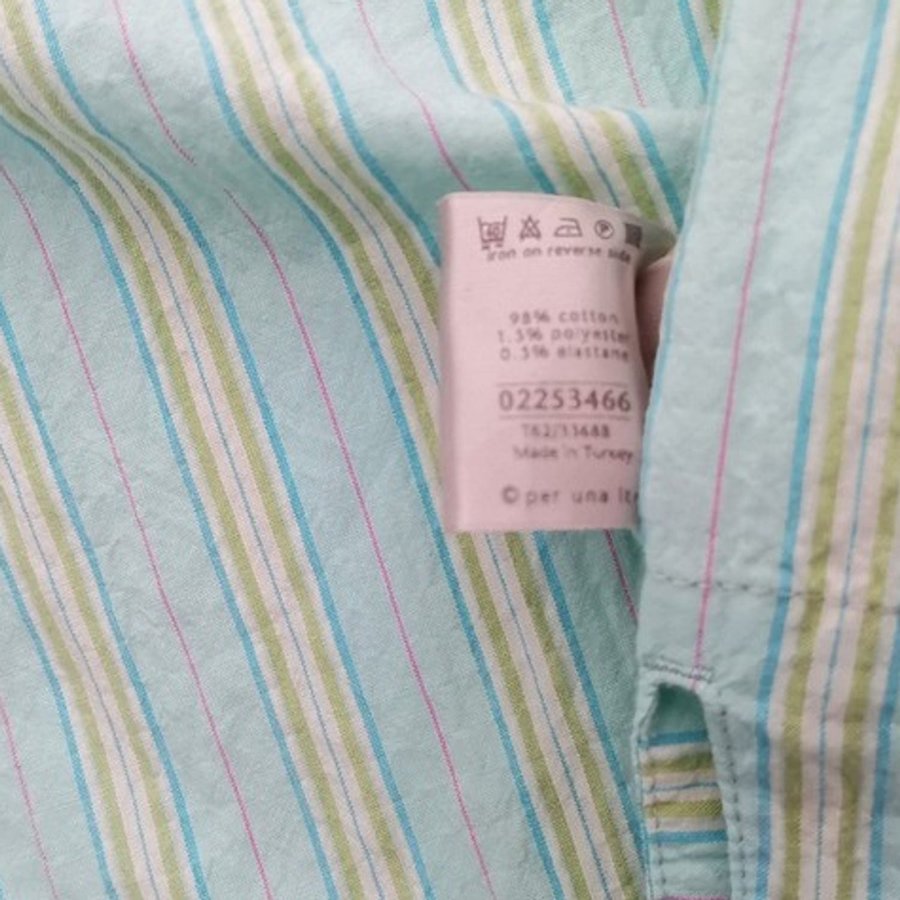 P
iron on reverse side
98% cotton
1.5% polyester
0.5% elastane
02253466
T62/3368B
Made in Turkey
© per una